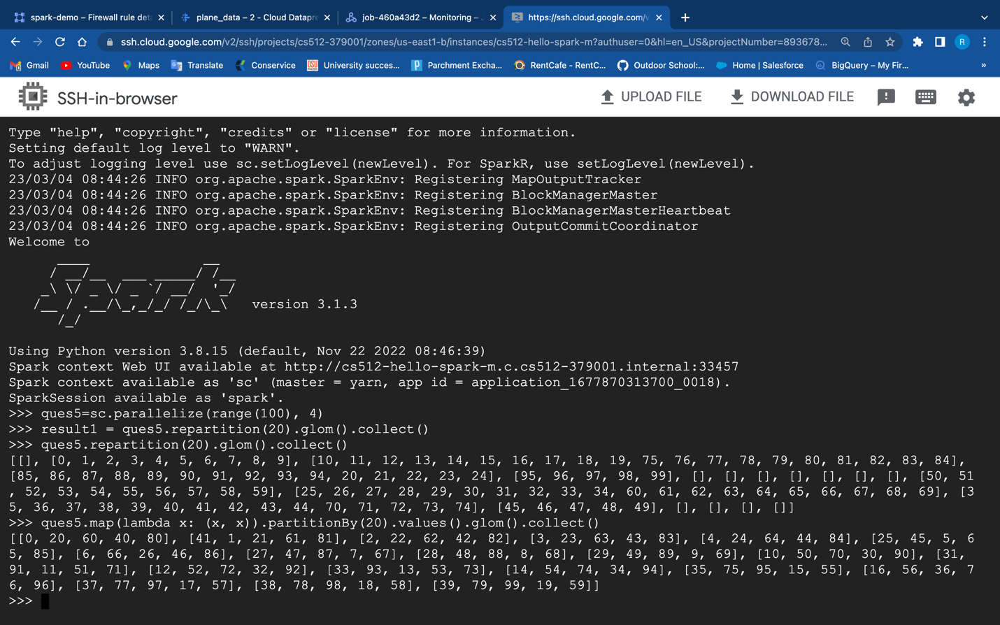 spark-demo – Firewall rule det
plane_data – 2 - Cloud Datapre
job-460a43d2 – Monitoring –
https://ssh.cloud.google.com/v
ssh.cloud.google.com/v2/ssh/projects/cs512-379001/zones/us-east1-b/instances/cs512-hello-spark-m?authuser=0&hl=en_US&projectNumber=893678...
R
Gmail
YouTube
Maps
Translate
Conservice
University succes...
Parchment Excha...
RentCafe - RentC...
Outdoor School:...
Home | Salesforce
BigQuery – My Fir...
»
SSH-in-browser
UPLOAD FILE
DOWNLOAD FILE
Type "help", "copyright", "credits" or "license" for more information.
Setting default log level to "WARN".
To adjust logging level use sc.setLogLevel(newLevel). For SparkR, use setLogLevel(newLevel).
23/03/04 08:44:26 INFO org.apache.spark.SparkEnv: Registering MapOutputTracker
23/03/04 08:44:26 INFO org.apache.spark.SparkEnv: Registering BlockManagerMaster
23/03/04 08:44:26 INFO org.apache.spark.SparkEnv: Registering BlockManagerMasterHeartbeat
23/03/04 08:44:26 INFO org.apache.spark.SparkEnv: Registering OutputCommitCoordinator
Welcome to
      ____              __
     / __/__  ___ _____/ /__
    _\ \/ _ \/ _ `/ __/  '_/
   /__ / .__/\_,_/_/ /_/\_\   version 3.1.3
      /_/
Using Python version 3.8.15 (default, Nov 22 2022 08:46:39)
Spark context Web UI available at http://cs512-hello-spark-m.c.cs512-379001.internal:33457
Spark context available as 'sc' (master = yarn, app id = application_1677870313700_0018).
SparkSession available as 'spark'.
>>> ques5=sc.parallelize(range(100), 4)
>>> result1 = ques5.repartition(20).glom().collect()
>>> ques5.repartition(20).glom().collect()
[[], [0, 1, 2, 3, 4, 5, 6, 7, 8, 9], [10, 11, 12, 13, 14, 15, 16, 17, 18, 19, 75, 76, 77, 78, 79, 80, 81, 82, 83, 84],
[85, 86, 87, 88, 89, 90, 91, 92, 93, 94, 20, 21, 22, 23, 24], [95, 96, 97, 98, 99], [], [], [], [], [], [], [], [50, 51
, 52, 53, 54, 55, 56, 57, 58, 59], [25, 26, 27, 28, 29, 30, 31, 32, 33, 34, 60, 61, 62, 63, 64, 65, 66, 67, 68, 69], [3
5, 36, 37, 38, 39, 40, 41, 42, 43, 44, 70, 71, 72, 73, 74], [45, 46, 47, 48, 49], [], [], [], []]
>>> ques5.map(lambda x: (x, x)).partitionBy(20).values().glom().collect()
[[0, 20, 60, 40, 80], [41, 1, 21, 61, 81], [2, 22, 62, 42, 82], [3, 23, 63, 43, 83], [4, 24, 64, 44, 84], [25, 45, 5, 6
5, 85], [6, 66, 26, 46, 86], [27, 47, 87, 7, 67], [28, 48, 88, 8, 68], [29, 49, 89, 9, 69], [10, 50, 70, 30, 90], [31,
91, 11, 51, 71], [12, 52, 72, 32, 92], [33, 93, 13, 53, 73], [14, 54, 74, 34, 94], [35, 75, 95, 15, 55], [16, 56, 36, 7
6, 96], [37, 77, 97, 17, 57], [38, 78, 98, 18, 58], [39, 79, 99, 19, 59]]
>>>